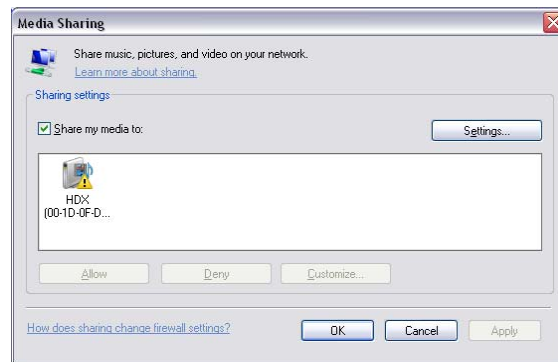 Media Sharing
Share music, pictures, and video on your network.
Learn more about sharing.
Sharing settings
Share my media to:
Settings...
HDX
(00-1D-0F-D...
Allow
Deny
Customize...
How does sharing change firewall settings?
OK
Cancel
Apply